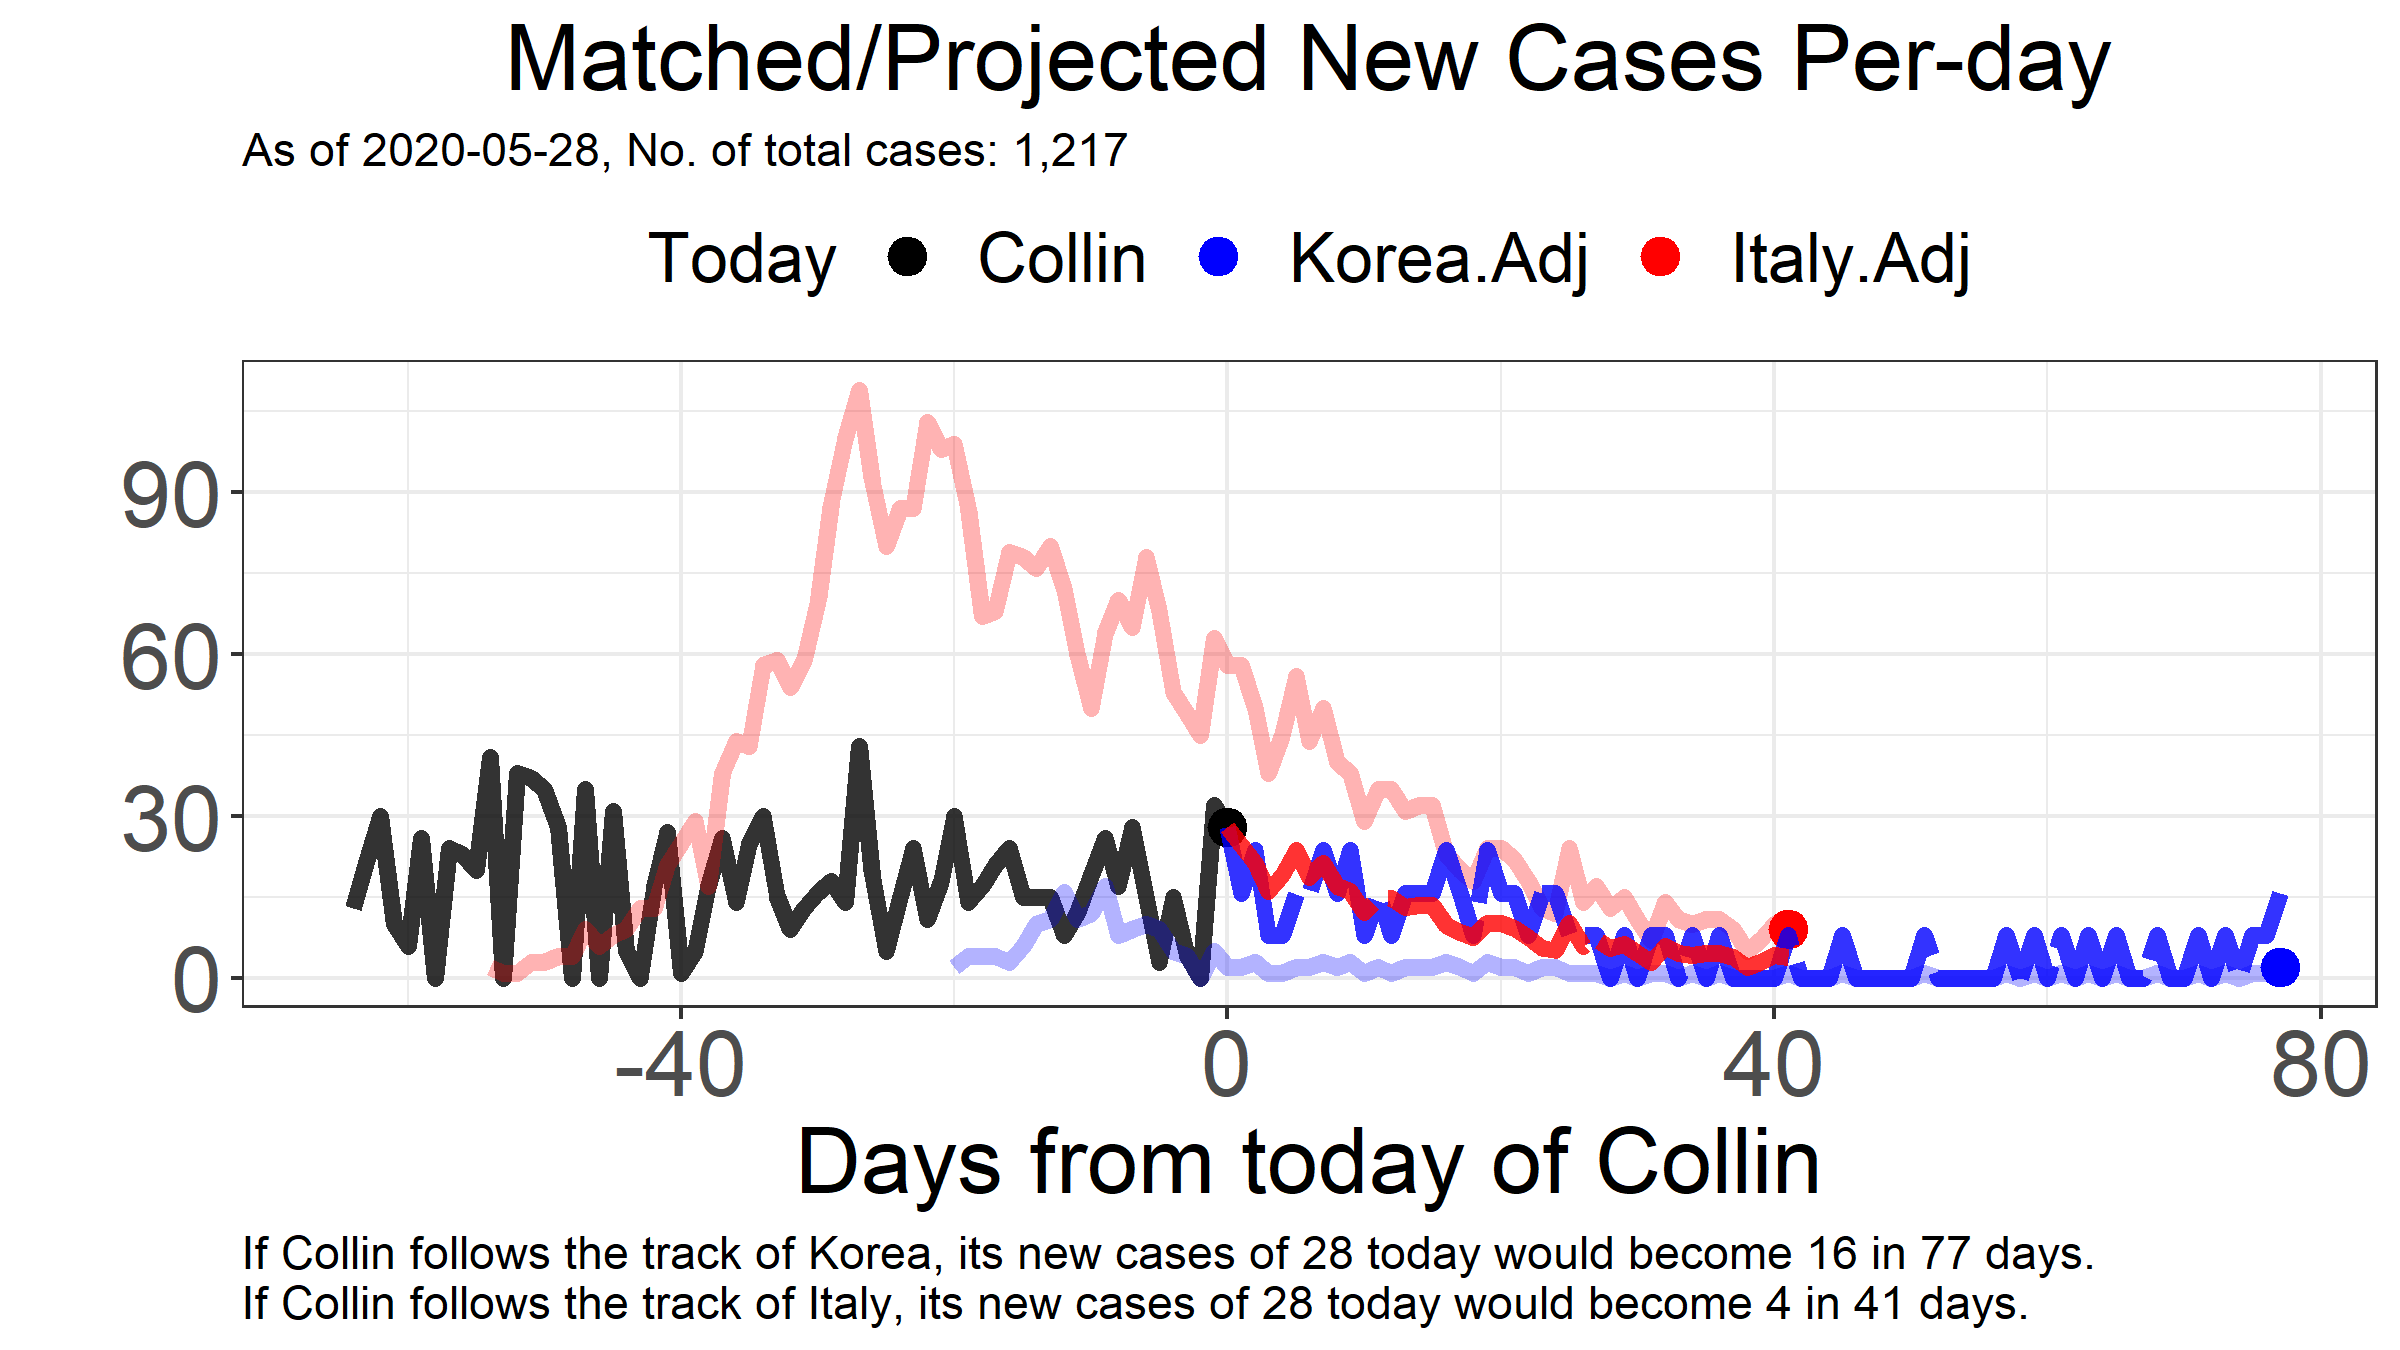 Matched/Projected New Cases Per-day
As of 2020-05-28, No. of total cases: 1,217
Today Collin Korea.Adj Italy.Adj
90
60
30
0
-40 0 40 80
Days from today of Collin
If Collin follows the track of Korea, its new cases of 28 today would become 16 in 77 days.
If Collin follows the track of Italy, its new cases of 28 today would become 4 in 41 days.